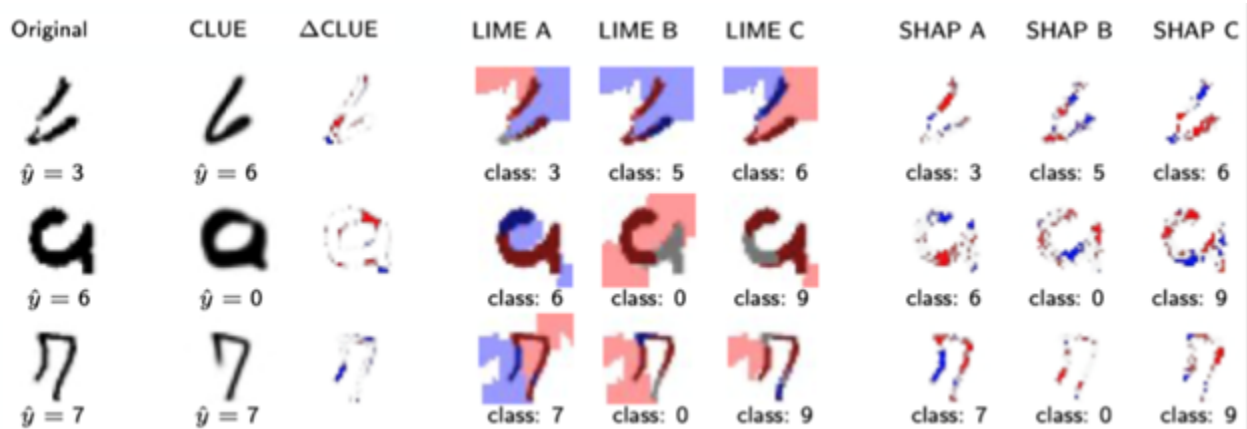 Original CLUE ΔCLUE LIME A LIME B LIME C SHAP A SHAP B SHAP C
ŷ = 3 ŷ = 6 class: 3 class: 5 class: 6 class: 3 class: 5 class: 6
ŷ = 6 ŷ = 0 class: 6 class: 0 class: 9 class: 6 class: 0 class: 9
ŷ = 7 ŷ = 7 class: 7 class: 0 class: 9 class: 7 class: 0 class: 9